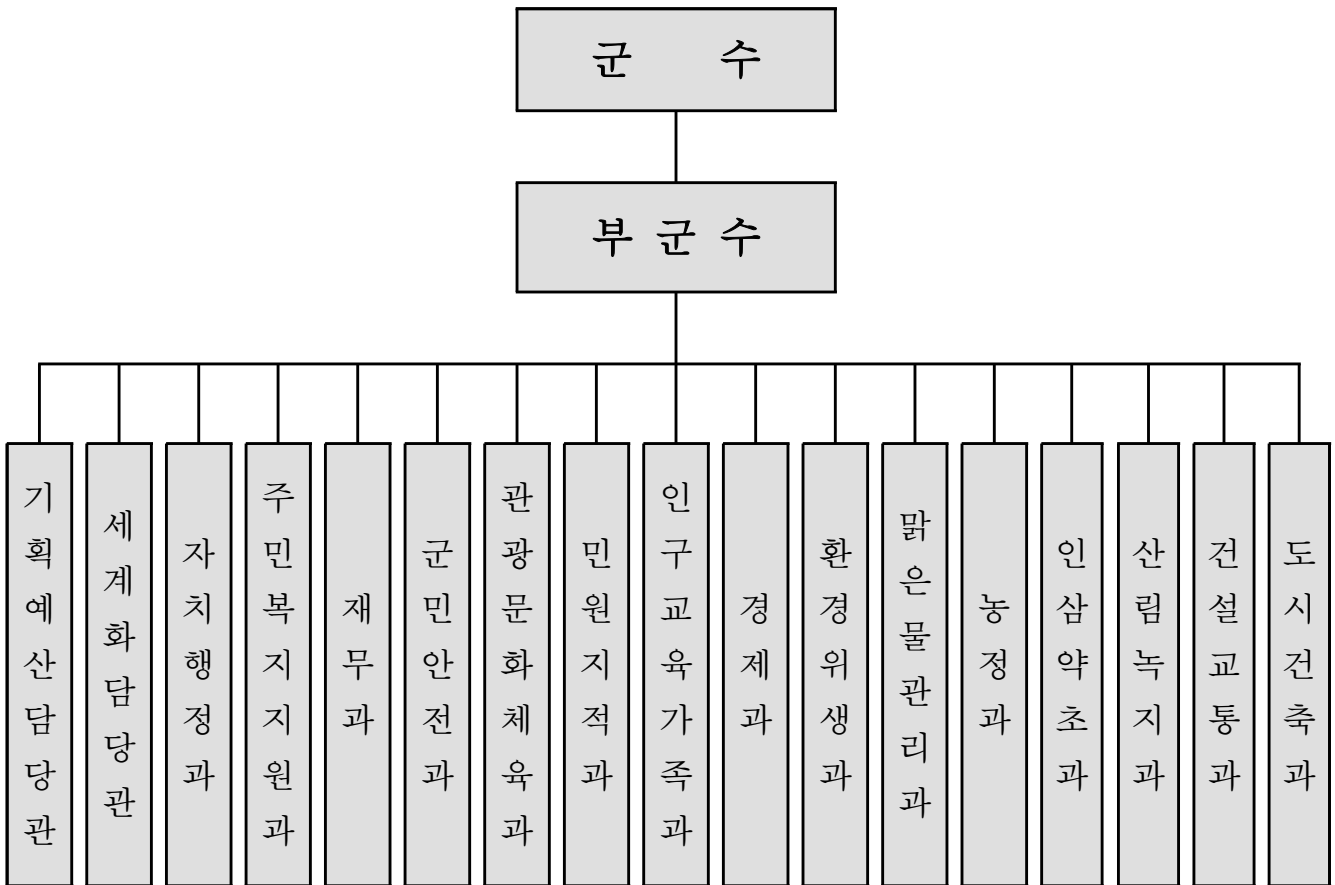 군 수
부 군 수
기획예산담당관
세계화담당관
자치행정과
주민복지지원과
재무과
군민안전과
관광문화체육과
민원지적과
인구교육가족과
경제과
환경위생과
맑은물관리과
농정과
인삼약초과
산림녹지과
건설교통과
도시건축과